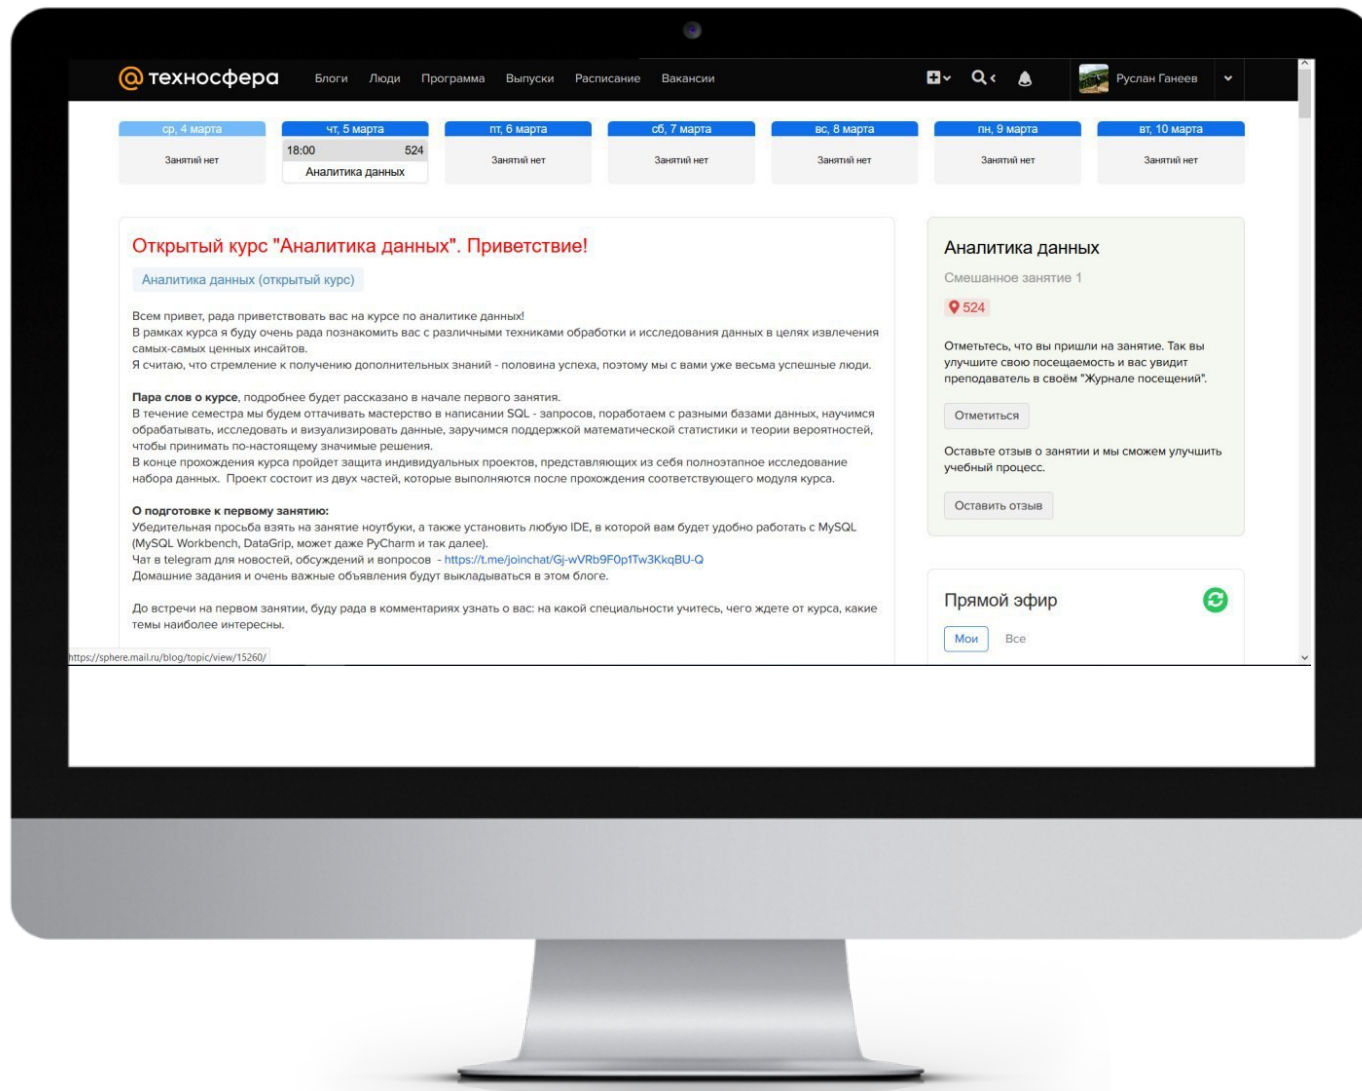 техносфера Блоги Люди Программа Выпуски Расписание Вакансии Руслан Ганеев
ср, 4 марта чт, 5 марта пт, 6 марта сб, 7 марта вс, 8 марта пн, 9 марта вт, 10 марта
Занятий нет 18:00 524 Занятий нет Занятий нет Занятий нет Занятий нет Занятий нет
Аналитика данных
Открытый курс "Аналитика данных". Приветствие!
Аналитика данных (открытый курс)
Всем привет, рада приветствовать вас на курсе по аналитике данных!
В рамках курса я буду очень рада познакомить вас с различными техниками обработки и исследования данных в целях извлечения
самых-самых ценных инсайтов.
Я считаю, что стремление к получению дополнительных знаний - половина успеха, поэтому мы с вами уже весьма успешные люди.
Пара слов о курсе, подробнее будет рассказано в начале первого занятия.
В течение семестра мы будем оттачивать мастерство в написании SQL - запросов, поработаем с разными базами данных, научимся
обрабатывать, исследовать и визуализировать данные, заручимся поддержкой математической статистики и теории вероятностей,
чтобы принимать по-настоящему значимые решения.
В конце прохождения курса пройдет защита индивидуальных проектов, представляющих из себя полноэтапное исследование
набора данных. Проект состоит из двух частей, которые выполняются после прохождения соответствующего модуля курса.
О подготовке к первому занятию:
Убедительная просьба взять на занятие ноутбуки, а также установить любую IDE, в которой вам будет удобно работать с MySQL
(MySQL Workbench, DataGrip, может даже PyCharm и так далее).
Чат в telegram для новостей, обсуждений и вопросов - https://t.me/joinchat/Gj-wVRb9F0p1Tw3KkqBU-Q
Домашние задания и очень важные объявления будут выкладываться в этом блоге.
До встречи на первом занятии, буду рада в комментариях узнать о вас: на какой специальности учитесь, чего ждете от курса, какие
темы наиболее интересны.
https://sphere.mail.ru/blog/topic/view/15260/
Аналитика данных
Смешанное занятие 1
524
Отметьтесь, что вы пришли на занятие. Так вы
улучшите свою посещаемость и вас увидит
преподаватель в своём "Журнале посещений".
Отметиться
Оставьте отзыв о занятии и мы сможем улучшить
учебный процесс.
Оставить отзыв
Прямой эфир
Мои Все